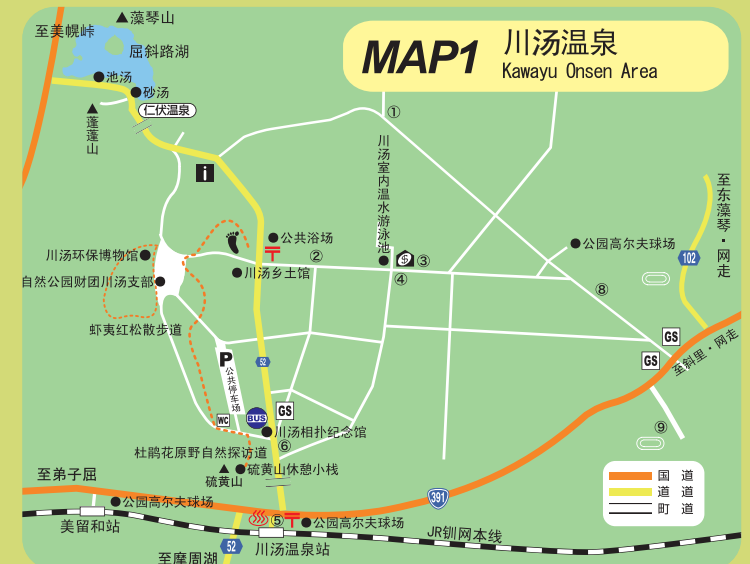 MAP1
川汤温泉
Kawayu Onsen Area
至美幌峠
▲藻琴山
屈斜路湖
●池汤
●砂汤
仁伏温泉
▲蓬蓬山
i
①
川汤室内温水游泳池
●公共浴场
②
$③
④
●公园高尔夫球场
至东藻琴·网走
102
川汤环保博物馆●
●川汤乡土馆
自然公园财团川汤支部●
⑧
虾夷红松散步道
GS
GS
至斜里·网走
52
P
公共停车场
WC
BUS
GS
●川汤相扑纪念馆
⑥
⑨
杜鹃花原野自然探访道
▲
硫黄山
●硫黄山休憩小栈
至弟子屈
●公园高尔夫球场
391
国 道
道 道
町 道
美留和站
⑤
●公园高尔夫球场
JR钏网本线
52
川汤温泉站
至摩周湖